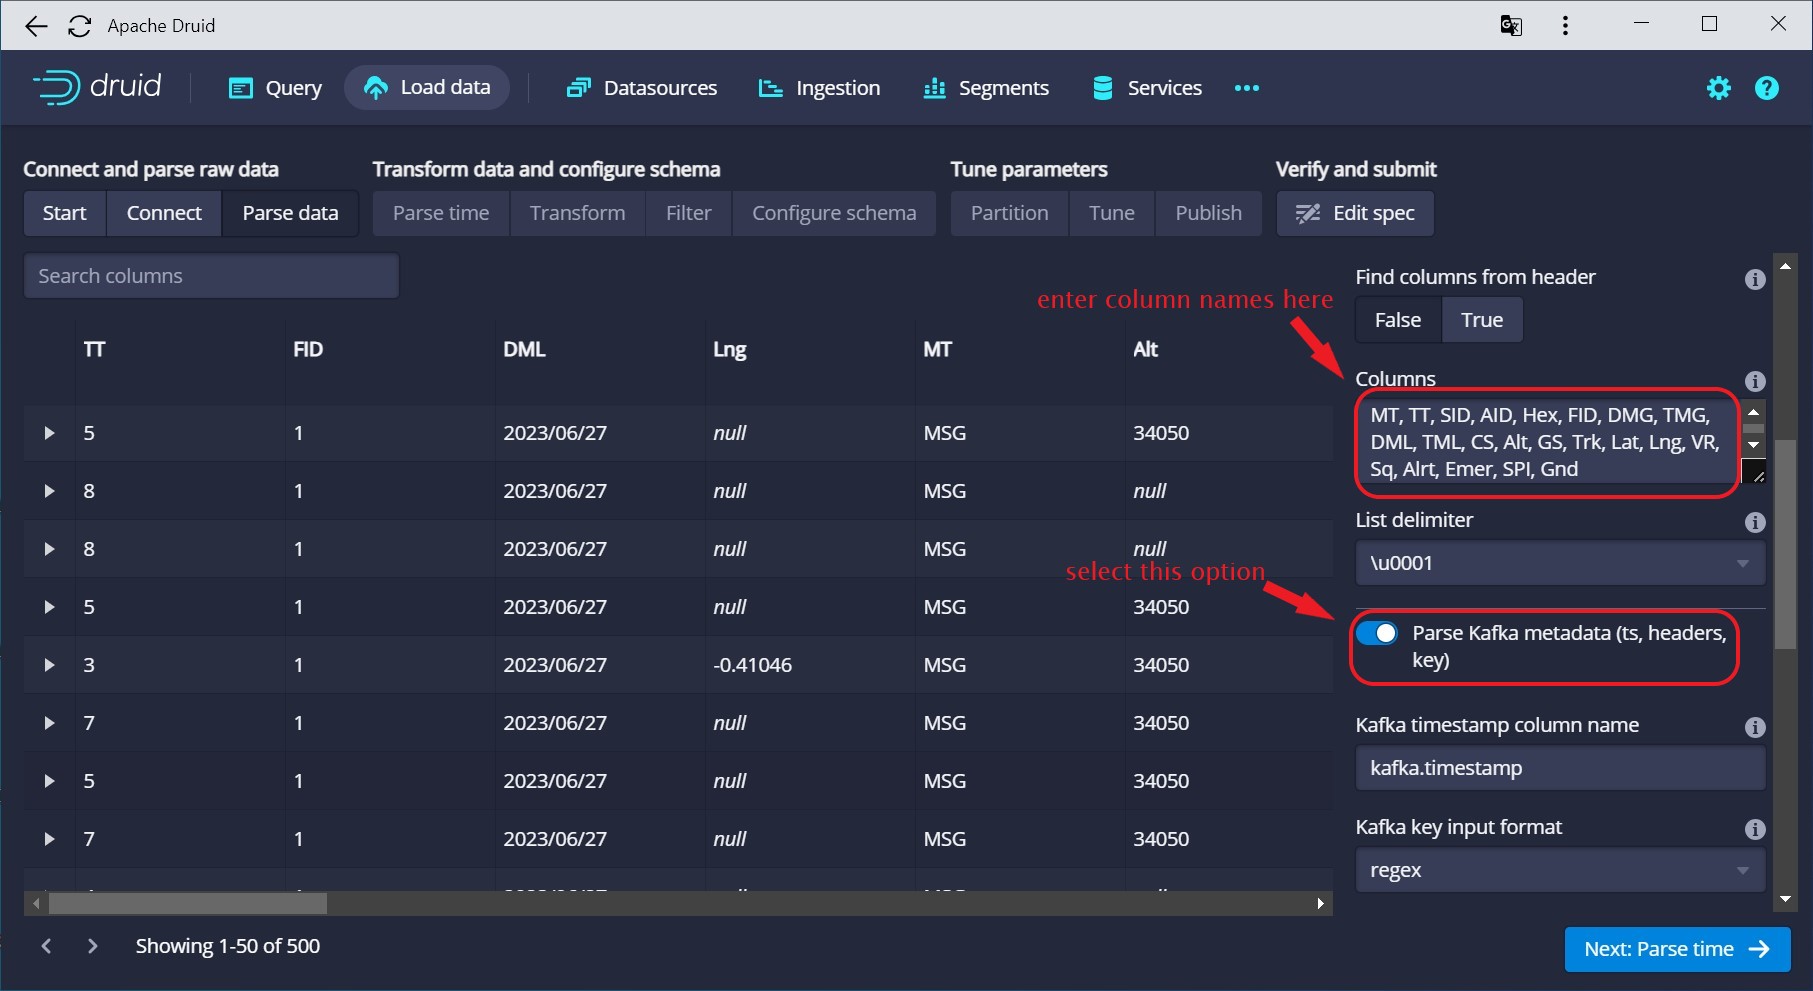 Apache Druid
druid
Query
Load data
Datasources
Ingestion
Segments
Services
Connect and parse raw data
Transform data and configure schema
Tune parameters
Verify and submit
Start
Connect
Parse data
Parse time
Transform
Filter
Configure schema
Partition
Tune
Publish
Edit spec
Search columns
enter column names here
TT FID DML Lng MT Alt
5 1 2023/06/27 null MSG 34050
8 1 2023/06/27 null MSG null
8 1 2023/06/27 null MSG null
select this option
5 1 2023/06/27 null MSG 34050
3 1 2023/06/27 -0.41046 MSG 34050
7 1 2023/06/27 null MSG 34050
5 1 2023/06/27 null MSG 34050
7 1 2023/06/27 null MSG 34050
Showing 1-50 of 500
Find columns from header
False
True
Columns
MT, TT, SID, AID, Hex, FID, DMG, TMG,
DML, TML, CS, Alt, GS, Trk, Lat, Lng, VR,
Sq, Alrt, Emer, SPI, Gnd
List delimiter
\u0001
Parse Kafka metadata (ts, headers,
key)
Kafka timestamp column name
kafka.timestamp
Kafka key input format
regex
Next: Parse time